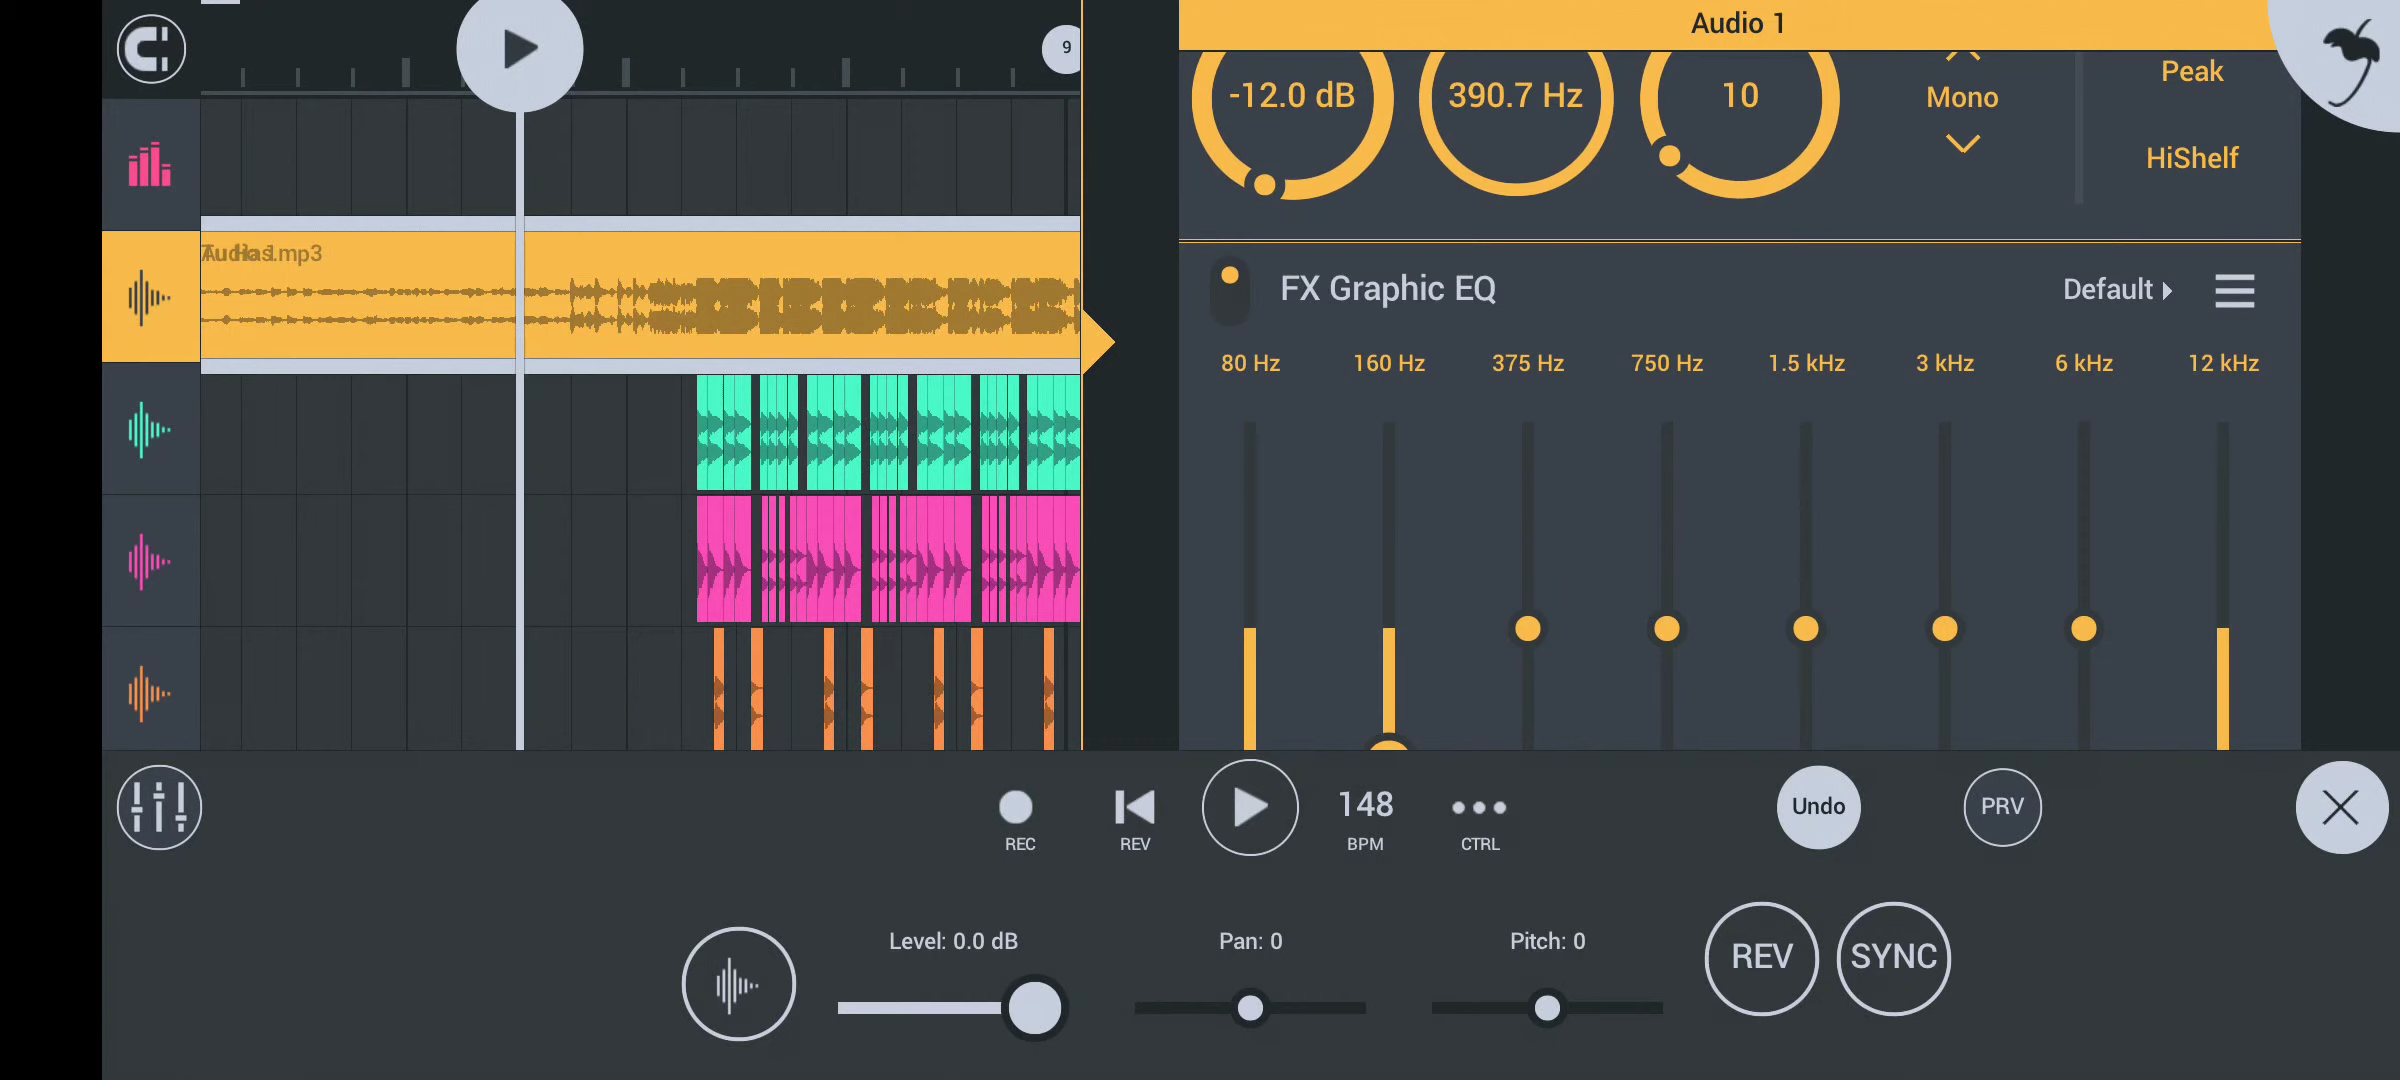 9
Audio 1
-12.0 dB
390.7 Hz
10
Mono
Peak
HiShelf
FX Graphic EQ
Default
80 Hz
160 Hz
375 Hz
750 Hz
1.5 kHz
3 kHz
6 kHz
12 kHz
148
Undo
PRV
REC
REV
BPM
CTRL
Level: 0.0 dB
Pan: 0
Pitch: 0
REV
SYNC